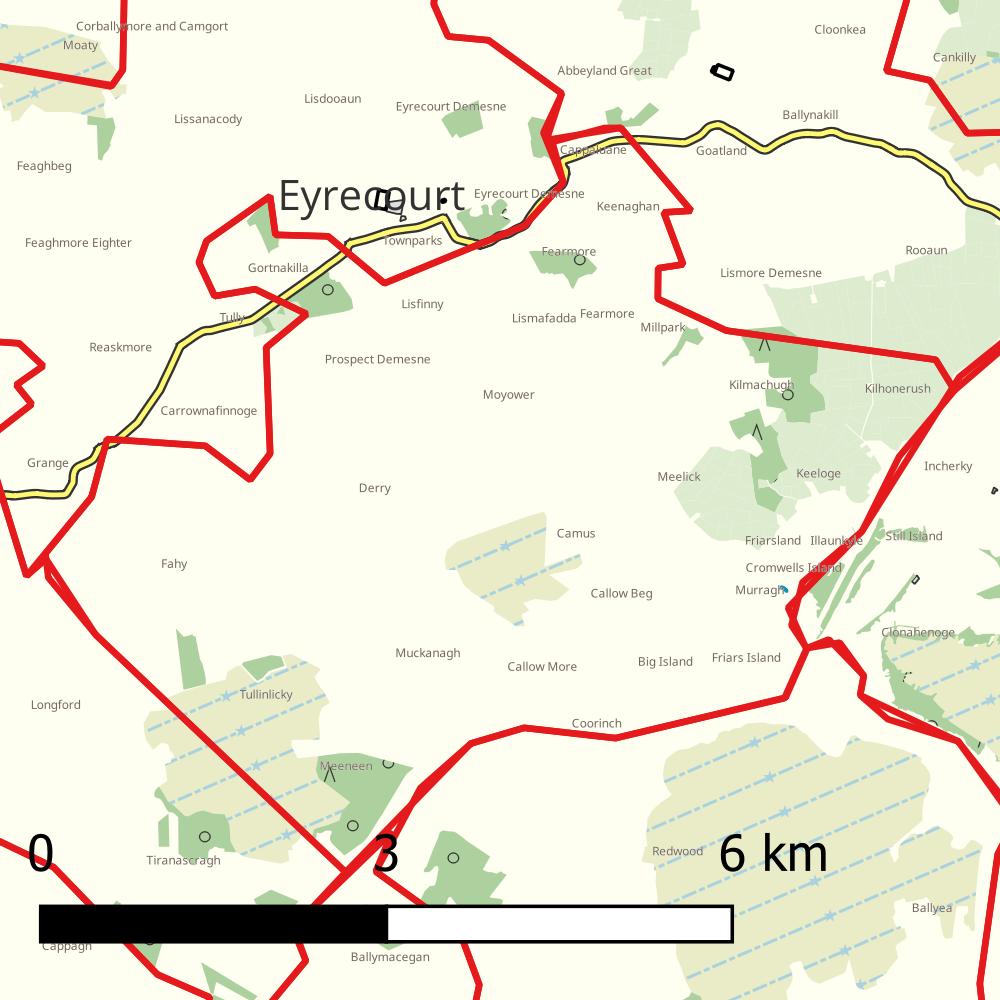 Corballymore and Camgort
Cloonkea
Moaty
Cankilly
Abbeyland Great
Lisdooaun
Eyrecourt Demesne
Ballynakill
Lissanacody
Cappaluane
Goatland
Feaghbeg
Eyrecourt
Eyrecourt Demesne
Keenaghan
Feaghmore Eighter
Townparks
Fearmore
Rooaun
Gortnakilla
Lismore Demesne
Lisfinny
Tully
Lismafadda
Fearmore
Millpark
Reaskmore
Prospect Demesne
Kilmachugh
Kilhonerush
Moyower
Carrownafinnoge
Grange
Incherky
Meelick
Keeloge
Derry
Camus
Friarsland
Illaunkyle
Still Island
Fahy
Cromwells Island
Callow Beg
Murragh
Clonahenoge
Muckanagh
Callow More
Big Island
Friars Island
Tullinlicky
Longford
Coorinch
Meeneen
0
3
6 km
Tiranascragh
Redwood
Ballyea
Cappagh
Ballymacegan